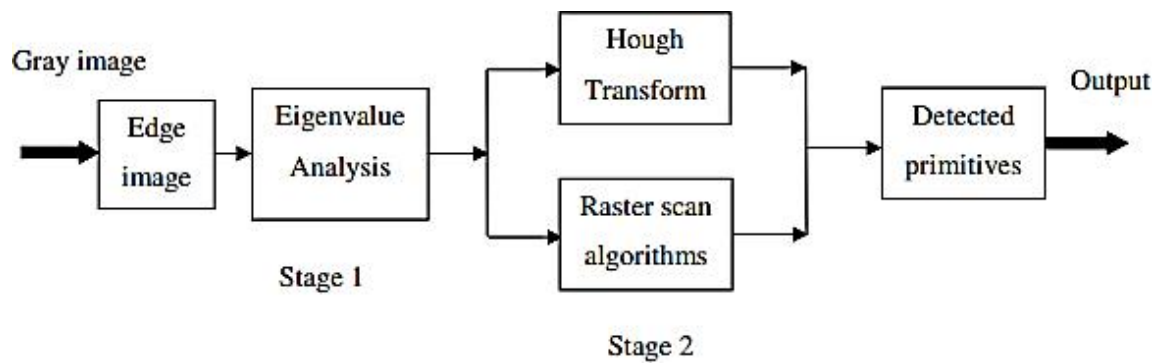 Gray image
Edge
image
Eigenvalue
Analysis
Stage 1
Hough
Transform
Raster scan
algorithms
Stage 2
Detected
primitives
Output